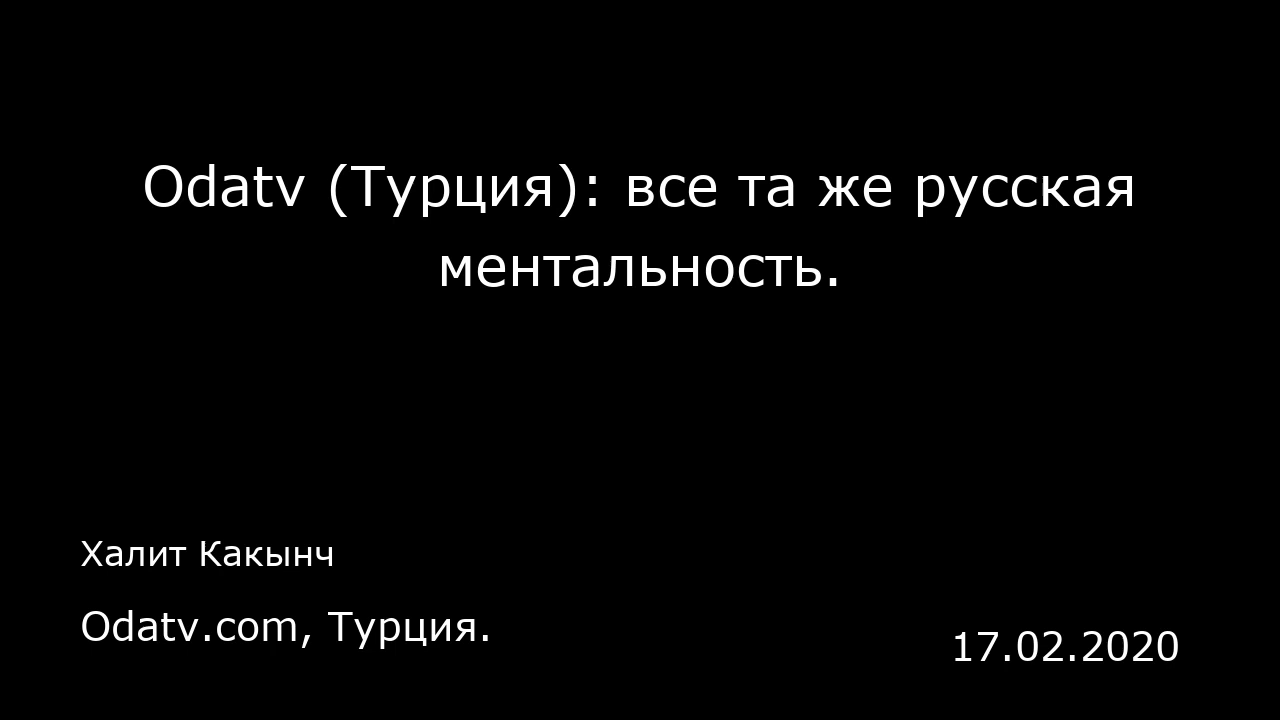 Odatv (Турция): все та же русская
ментальность.
Халит Какынч
Odatv.com, Турция.
17.02.2020